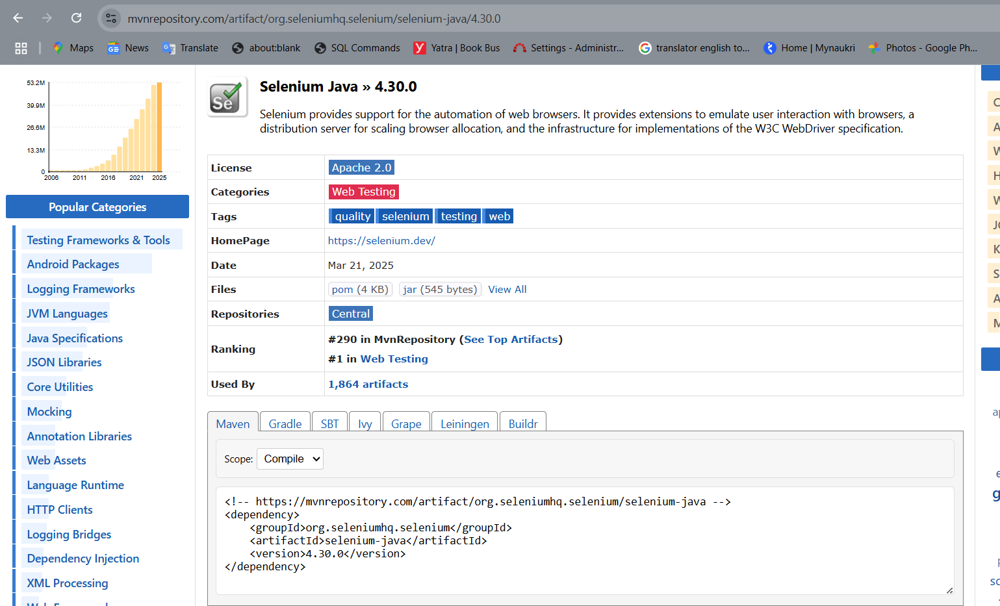 mvnrepository.com/artifact/org.seleniumhq.selenium/selenium-java/4.30.0
Maps
News
Translate
about:blank
SQL Commands
Yatra | Book Bus
Settings - Administr...
translator english to...
Home | Mynaukri
Photos - Google Ph...
53.2M
39.9M
26.6M
13.3M
0
2006 2011 2016 2021 2025
Popular Categories
Testing Frameworks & Tools
Android Packages
Logging Frameworks
JVM Languages
Java Specifications
JSON Libraries
Core Utilities
Mocking
Annotation Libraries
Web Assets
Language Runtime
HTTP Clients
Logging Bridges
Dependency Injection
XML Processing
Se
Selenium Java » 4.30.0
Selenium provides support for the automation of web browsers. It provides extensions to emulate user interaction with browsers, a
distribution server for scaling browser allocation, and the infrastructure for implementations of the W3C WebDriver specification.
License Apache 2.0
Categories Web Testing
Tags quality selenium testing web
HomePage https://selenium.dev/
Date Mar 21, 2025
Files pom (4 KB) jar (545 bytes) View All
Repositories Central
Ranking #290 in MvnRepository (See Top Artifacts)
#1 in Web Testing
Used By 1,864 artifacts
Maven Gradle SBT Ivy Grape Leiningen Buildr
Scope: Compile
<!-- https://mvnrepository.com/artifact/org.seleniumhq.selenium/selenium-java -->
<dependency>
    <groupId>org.seleniumhq.selenium</groupId>
    <artifactId>selenium-java</artifactId>
    <version>4.30.0</version>
</dependency>